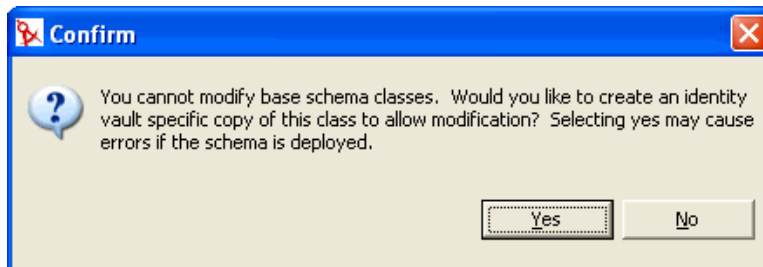 Confirm
You cannot modify base schema classes. Would you like to create an identity
vault specific copy of this class to allow modification? Selecting yes may cause
errors if the schema is deployed.
Yes
No